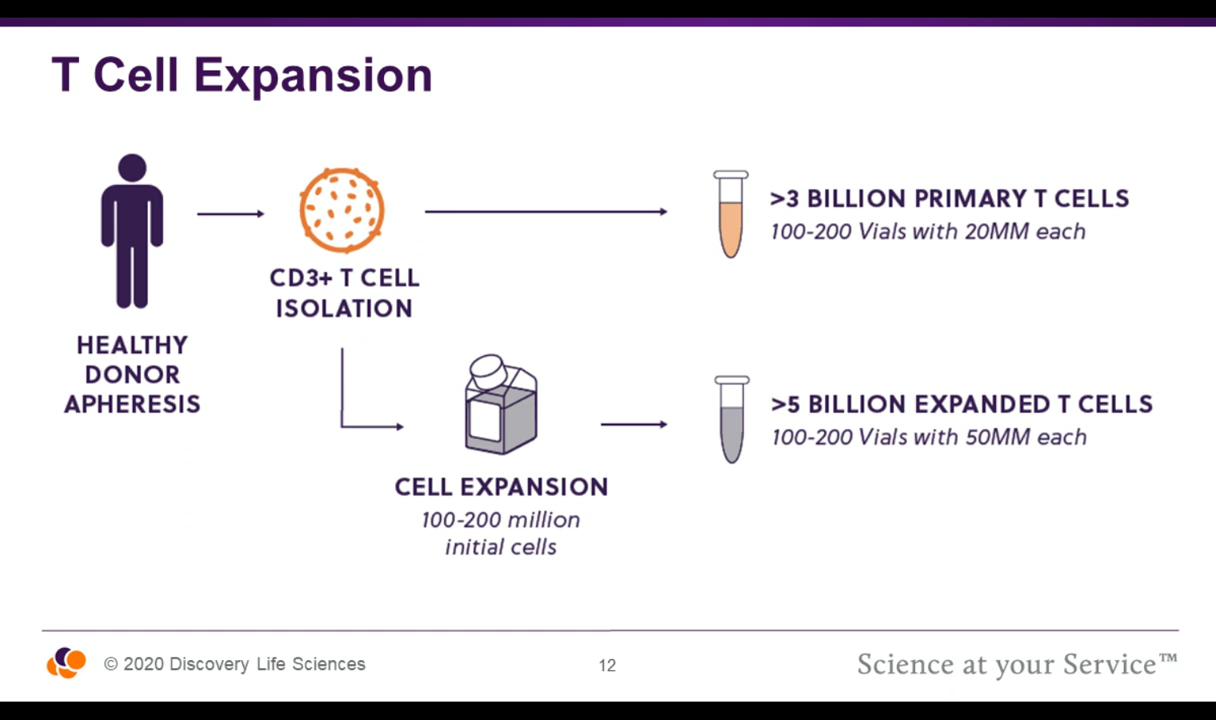 T Cell Expansion
HEALTHY
DONOR
APHERESIS
CD3+ T CELL
ISOLATION
>3 BILLION PRIMARY T CELLS
100-200 Vials with 20MM each
CELL EXPANSION
100-200 million
initial cells
>5 BILLION EXPANDED T CELLS
100-200 Vials with 50MM each
© 2020 Discovery Life Sciences
12
Science at your Service™